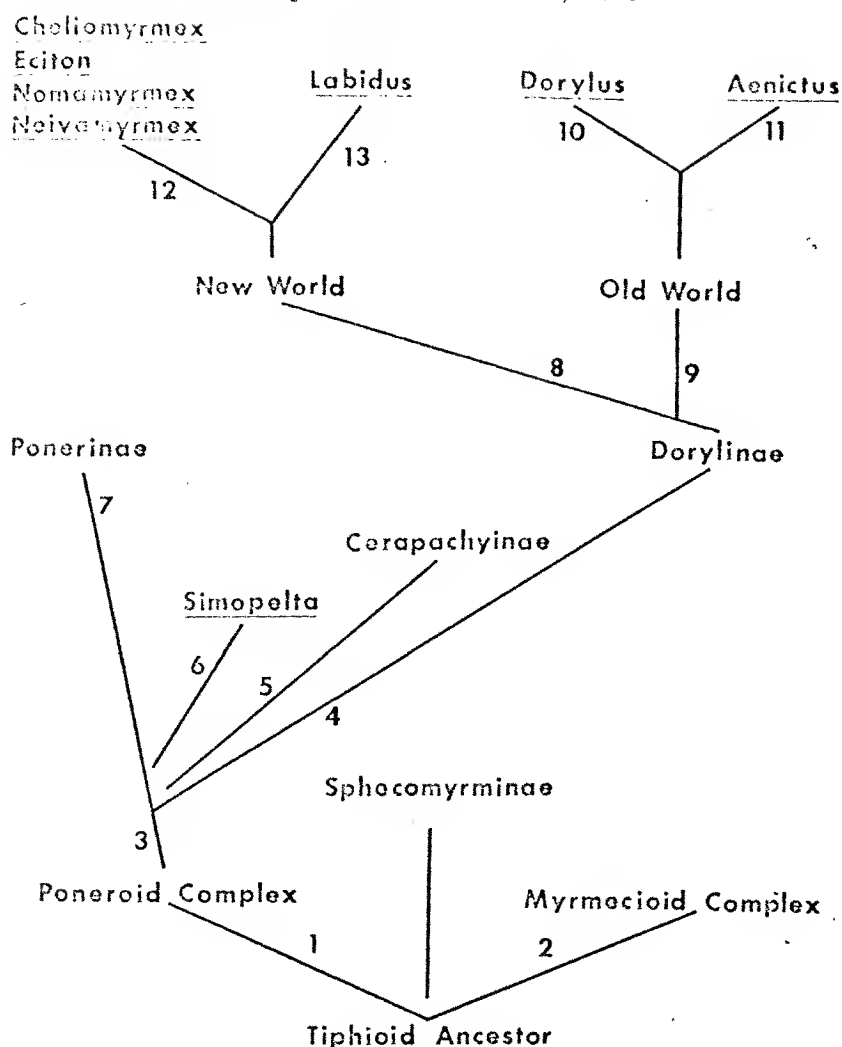 Cheliomyrmex
Eciton
Nomamyrmex
Neivamyrmex
Labidus
Dorylus
Aenictus
10
11
13
12
New World
Old World
8
9
Ponerinae
Dorylinae
7
Cerapachyinae
Simopelta
6
5
4
Sphecomyrminae
3
Poneroid Complex
Myrmecioid Complex
1
2
Tiphioid Ancestor